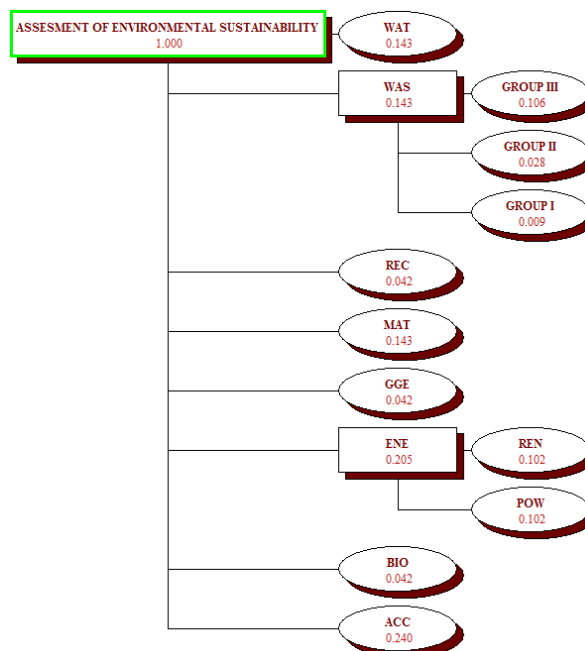 ASSESMENT OF ENVIRONMENTAL SUSTAINABILITY
1.000
WAT
0.143
WAS
0.143
GROUP III
0.106
GROUP II
0.028
GROUP I
0.009
REC
0.042
MAT
0.143
GGE
0.042
ENE
0.205
REN
0.102
POW
0.102
BIO
0.042
ACC
0.240